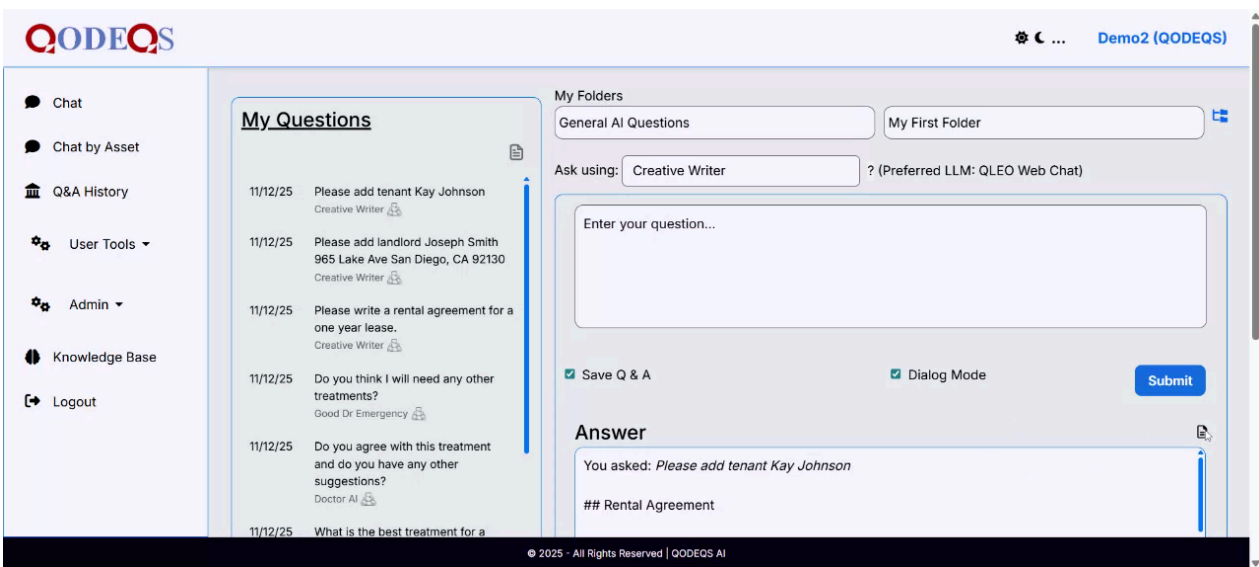 QODEQS
... Demo2 (QODEQS)
Chat
Chat by Asset
Q&A History
User Tools
Admin
Knowledge Base
Logout
My Questions
11/12/25 Please add tenant Kay Johnson
Creative Writer
11/12/25 Please add landlord Joseph Smith
965 Lake Ave San Diego, CA 92130
Creative Writer
11/12/25 Please write a rental agreement for a
one year lease.
Creative Writer
11/12/25 Do you think I will need any other
treatments?
Good Dr Emergency
11/12/25 Do you agree with this treatment
and do you have any other
suggestions?
Doctor AI
11/12/25 What is the best treatment for a
My Folders
General AI Questions My First Folder
Ask using: Creative Writer ? (Preferred LLM: QLEO Web Chat)
Enter your question...
Save Q & A Dialog Mode Submit
Answer
You asked: Please add tenant Kay Johnson
## Rental Agreement
© 2025 - All Rights Reserved | QODEQS AI